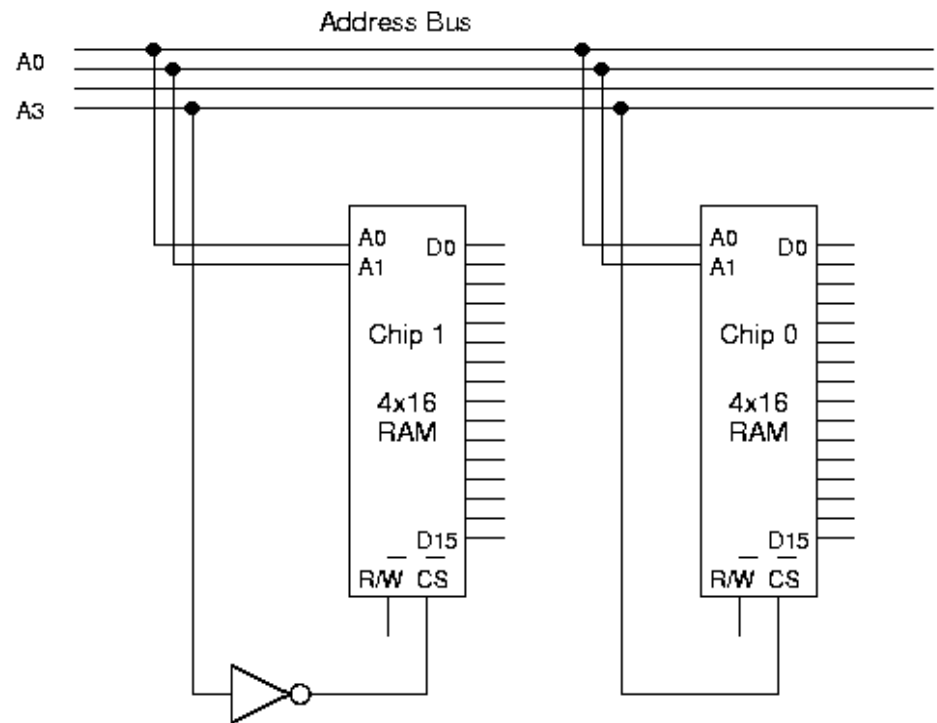 Address Bus
A0
A3
A0
D0
A1
Chip 1
4x16
RAM
D15
R/W CS
A0
D0
A1
Chip 0
4x16
RAM
D15
R/W CS